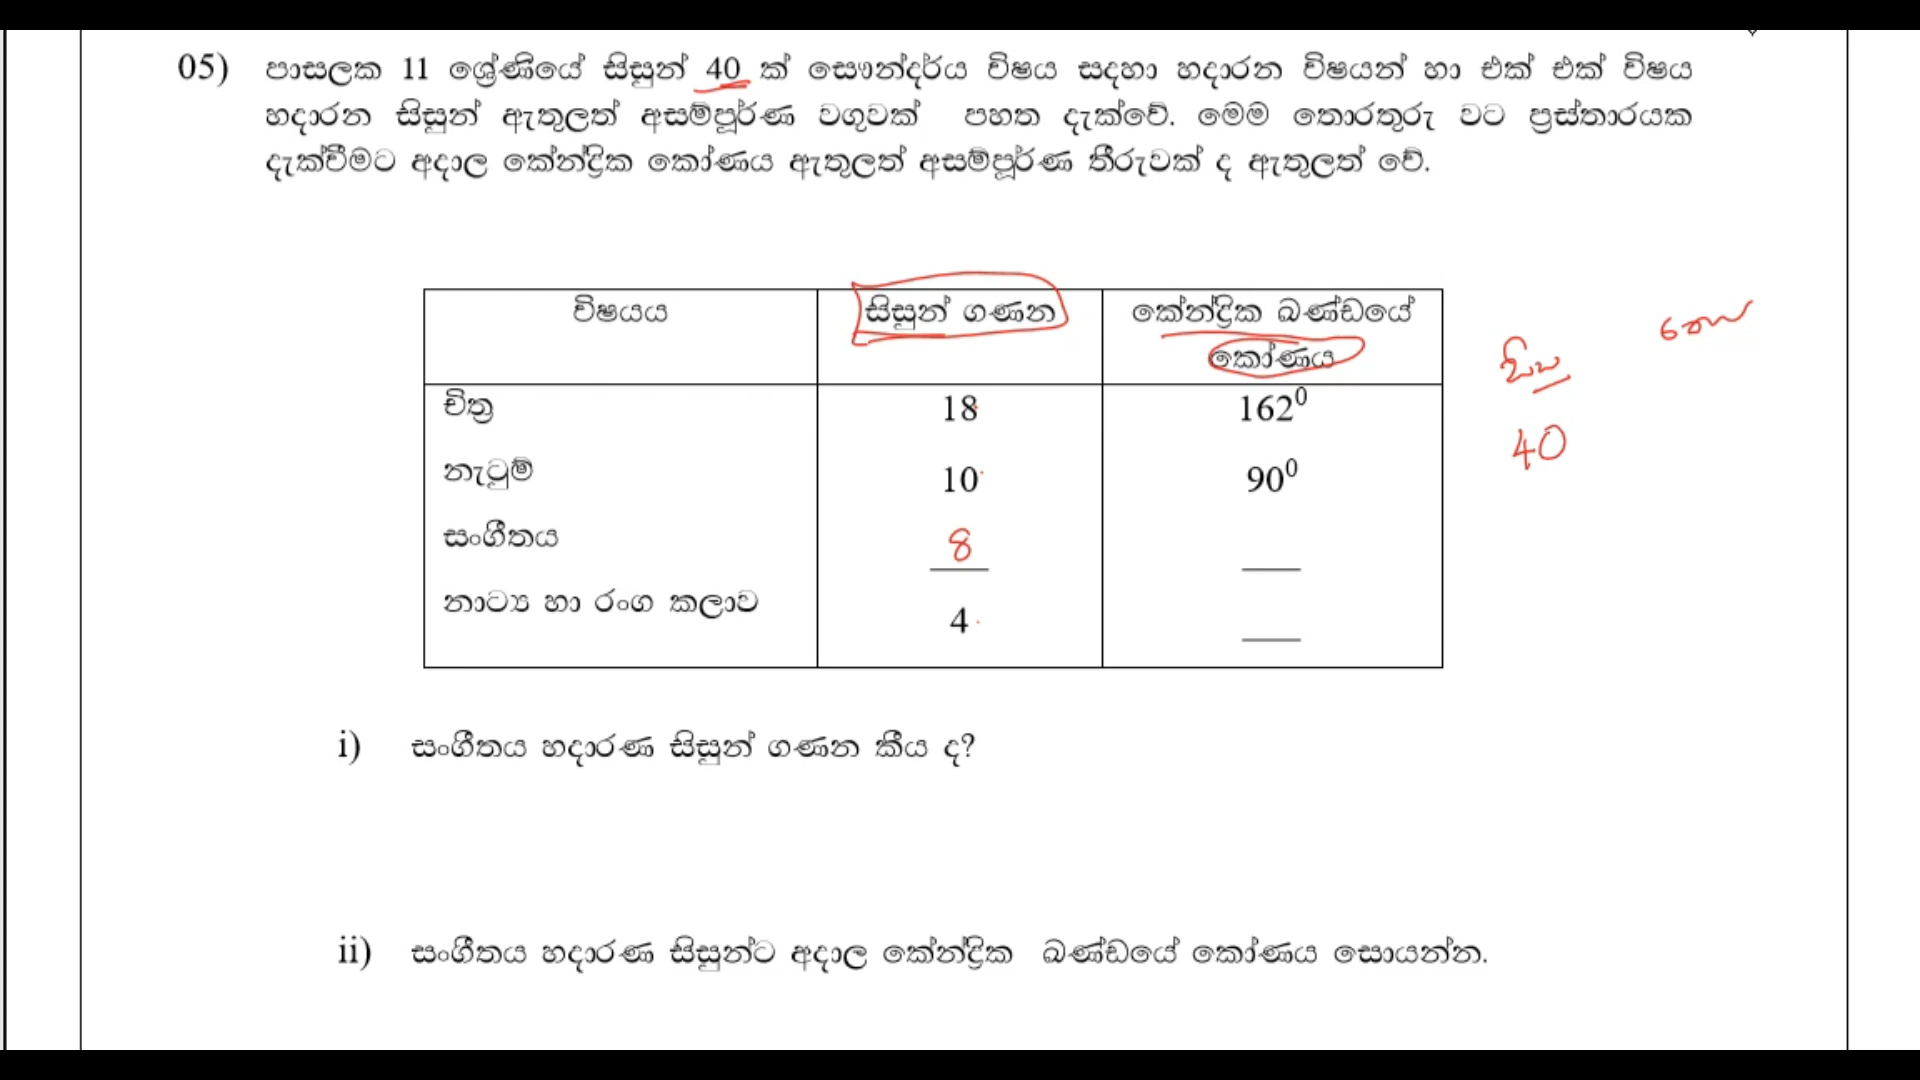 05) පාසලක 11 ශ්‍රේණියේ සිසුන් 40 ක් සෞන්දර්ය විෂය සදහා හදාරන විෂයන් හා එක් එක් විෂය
හදාරන සිසුන් ඇතුලත් අසම්පූර්ණ වගුවක් පහත දැක්වේ. මෙම තොරතුරු වට ප්‍රස්තාරයක
දැක්වීමට අදාල කේන්ද්‍රික කෝණය ඇතුලත් අසම්පූර්ණ තීරුවක් ද ඇතුලත් වේ.
විෂයය සිසුන් ගණන කේන්ද්‍රික ඛණ්ඩයේ
කෝණය
චිත්‍ර 18 162⁰
40
නැටුම් 10 90⁰
සංගීතය 8
නාට්‍ය හා රංග කලාව 4
i) සංගීතය හදාරණ සිසුන් ගණන කීය ද?
ii) සංගීතය හදාරණ සිසුන්ට අදාල කේන්ද්‍රික ඛණ්ඩයේ කෝණය සොයන්න.